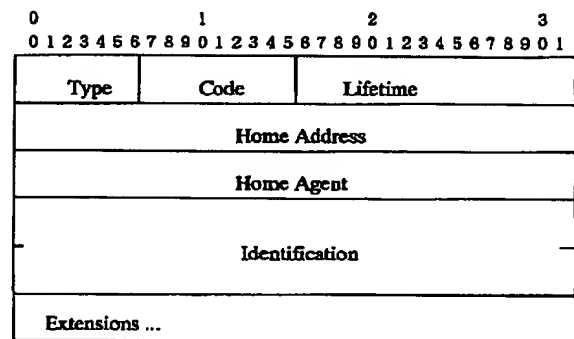 0 1 2 3
0 1 2 3 4 5 6 7 8 9 0 1 2 3 4 5 6 7 8 9 0 1 2 3 4 5 6 7 8 9 0 1
Type Code Lifetime
Home Address
Home Agent
Identification
Extensions ...